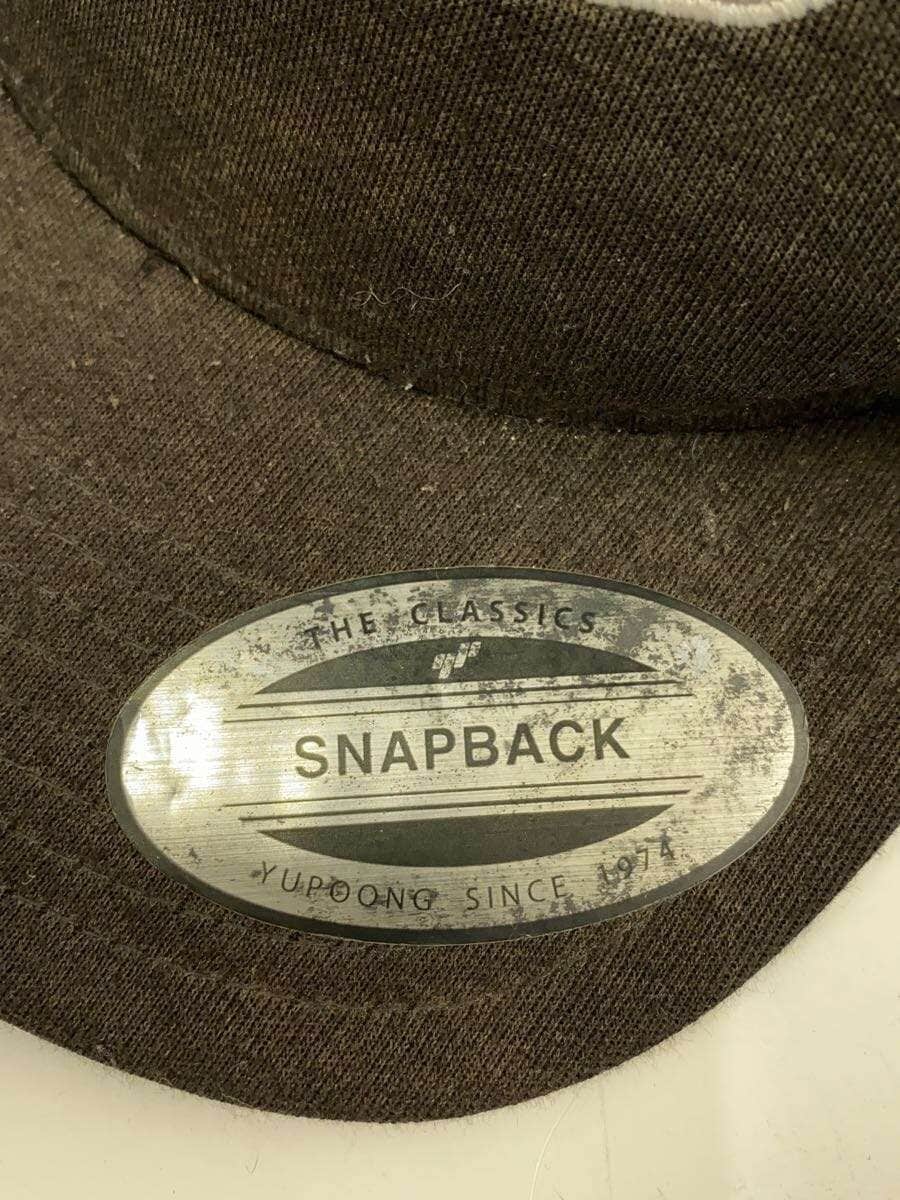 THE CLASSICS
SNAPBACK
YUPOONG SINCE 1974